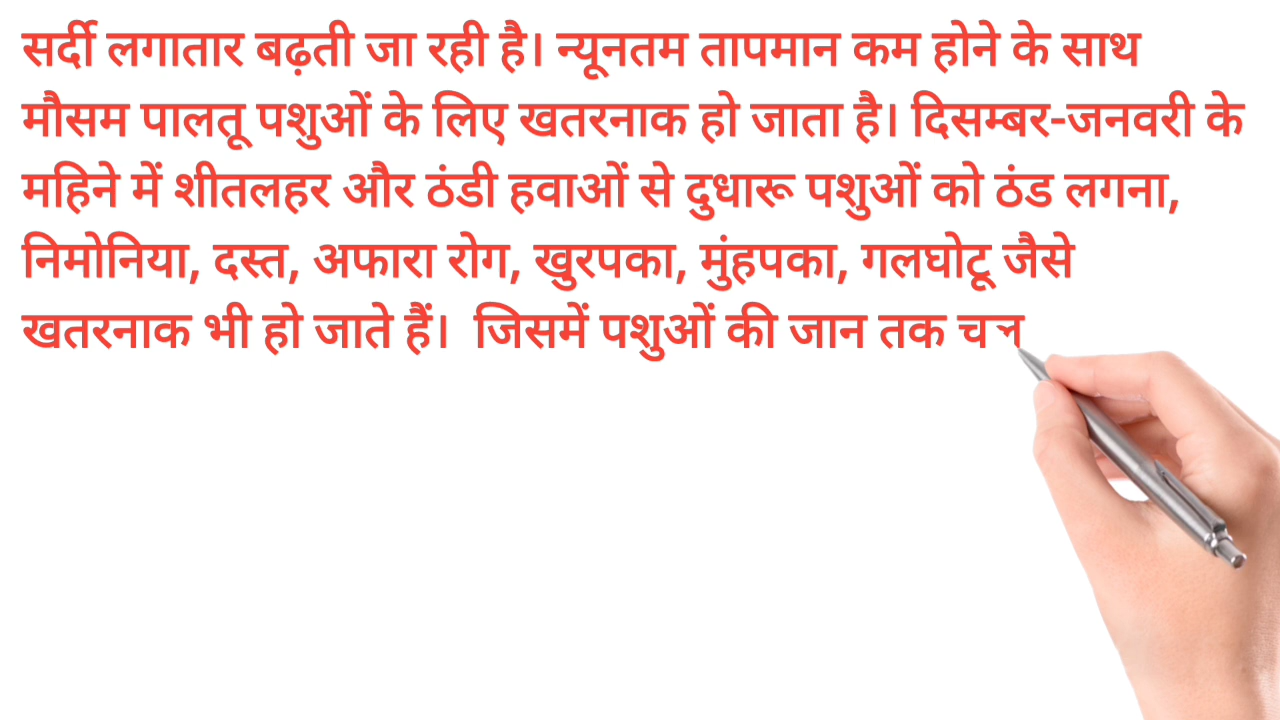 सर्दी लगातार बढ़ती जा रही है। न्यूनतम तापमान कम होने के साथ
मौसम पालतू पशुओं के लिए खतरनाक हो जाता है। दिसम्बर-जनवरी के
महिने में शीतलहर और ठंडी हवाओं से दुधारू पशुओं को ठंड लगना,
निमोनिया, दस्त, अफारा रोग, खुरपका, मुंहपका, गलघोटू जैसे
खतरनाक भी हो जाते हैं। जिसमें पशुओं की जान तक